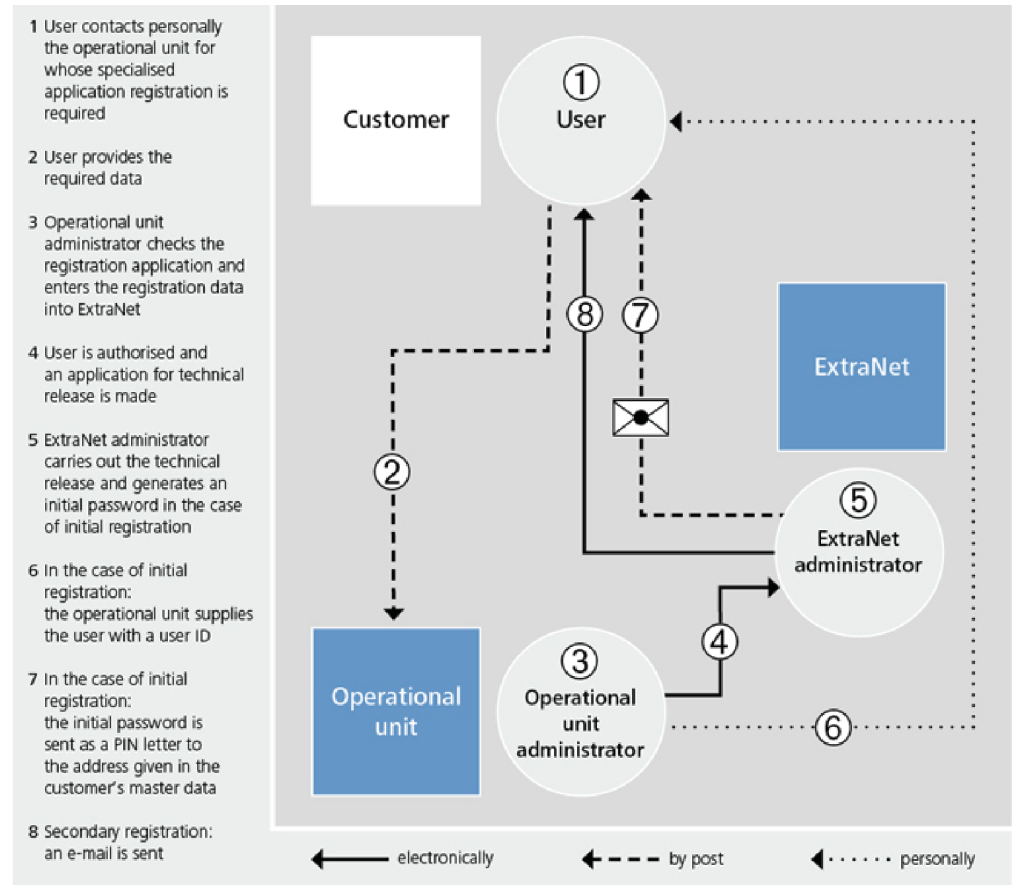 1 User contacts personally
the operational unit for
whose specialised
application registration is
required
2 User provides the
required data
3 Operational unit
administrator checks the
registration application and
enters the registration data
into ExtraNet
4 User is authorised and
an application for technical
release is made
5 ExtraNet administrator
carries out the technical
release and generates an
initial password in the case
of initial registration
6 In the case of initial
registration:
the operational unit supplies
the user with a user ID
7 In the case of initial
registration:
the initial password is
sent as a PIN letter to
the address given in the
customer's master data
8 Secondary registration:
an e-mail is sent
Customer
1
User
8
7
ExtraNet
2
5
ExtraNet
administrator
4
Operational
unit
3
Operational
unit
administrator
6
electronically
by post
personally